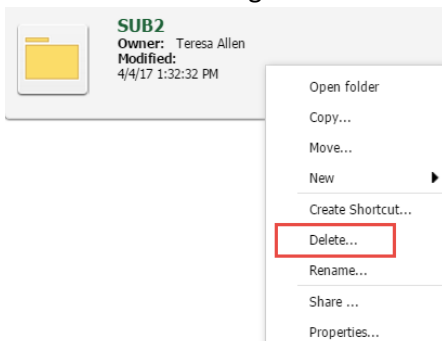 SUB2
Owner: Teresa Allen
Modified:
4/4/17 1:32:32 PM
Open folder
Copy...
Move...
New
Create Shortcut...
Delete...
Rename...
Share ...
Properties...